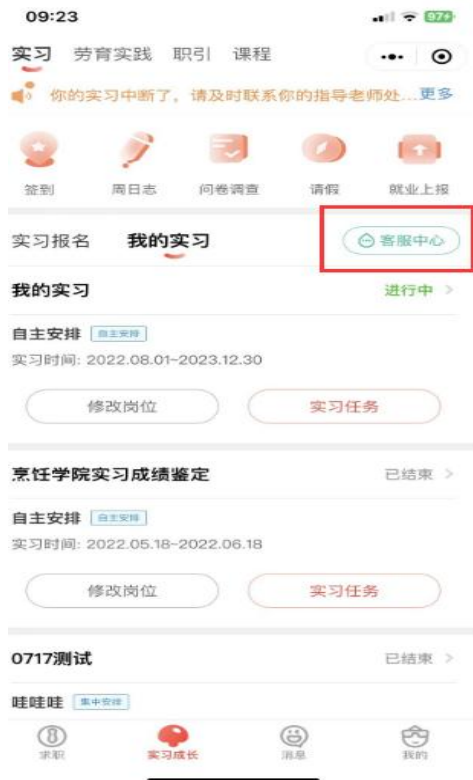 09:23
97
实习 劳育实践 职引 课程
你的实习中断了，请及时联系你的指导老师处...更多
签到 周日志 问卷调查 请假 就业上报
实习报名 我的实习 客服中心
我的实习 进行中
自主安排 自主安排
实习时间: 2022.08.01~2023.12.30
修改岗位 实习任务
烹饪学院实习成绩鉴定 已结束
自主安排 自主安排
实习时间: 2022.05.18~2022.06.18
修改岗位 实习任务
0717测试 已结束
哇哇哇 集中安排
求职 实习成长 消息 我的